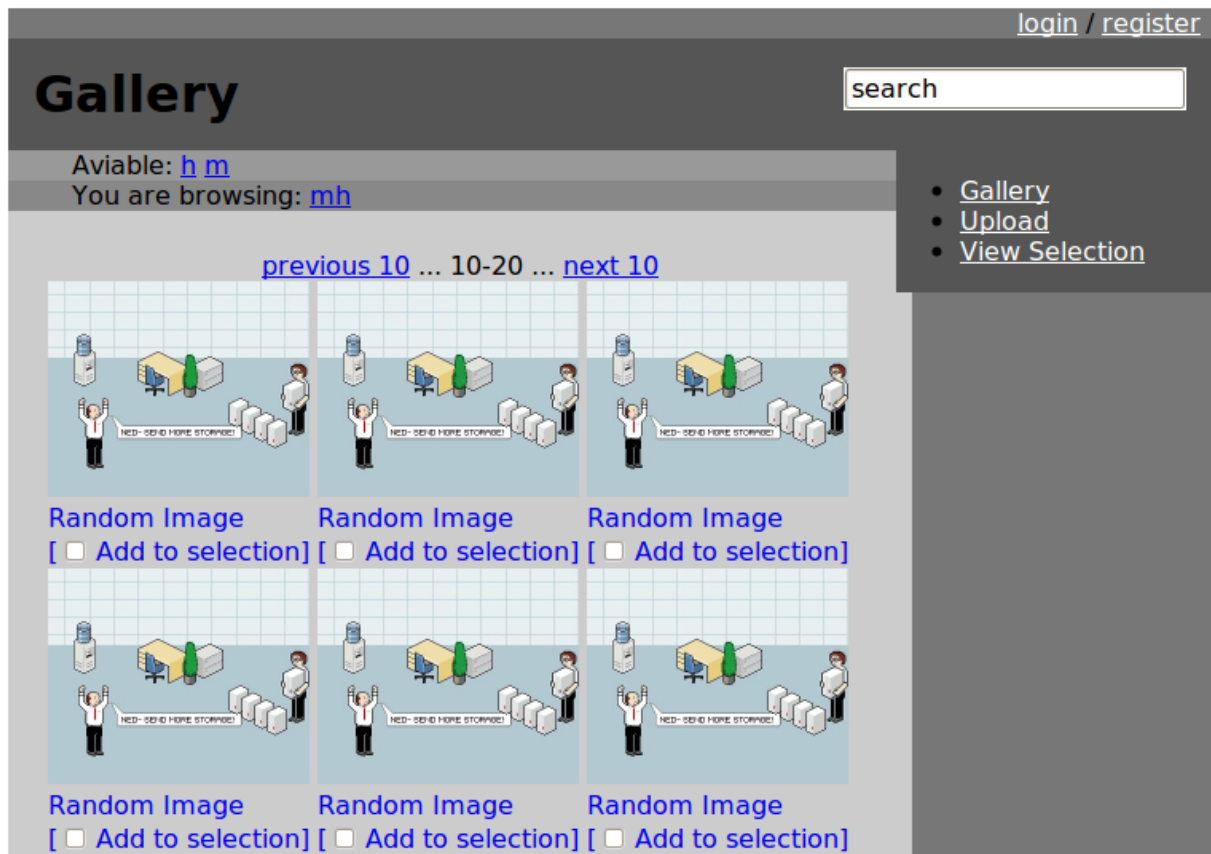 login / register
Gallery
search
Aviable: h m
You are browsing: mh
Gallery
Upload
View Selection
previous 10 ... 10-20 ... next 10
NED- SEND MORE STORAGE!
NED- SEND MORE STORAGE!
NED- SEND MORE STORAGE!
Random Image
Random Image
Random Image
[ Add to selection]
[ Add to selection]
[ Add to selection]
NED- SEND MORE STORAGE!
NED- SEND MORE STORAGE!
NED- SEND MORE STORAGE!
Random Image
Random Image
Random Image
[ Add to selection]
[ Add to selection]
[ Add to selection]